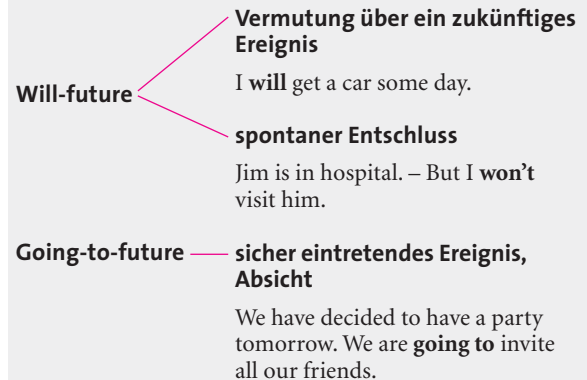 Vermutung über ein zukünftiges
Ereignis
I will get a car some day.
Will-future
spontaner Entschluss
Jim is in hospital. – But I won’t
visit him.
Going-to-future
sicher eintretendes Ereignis,
Absicht
We have decided to have a party
tomorrow. We are going to invite
all our friends.